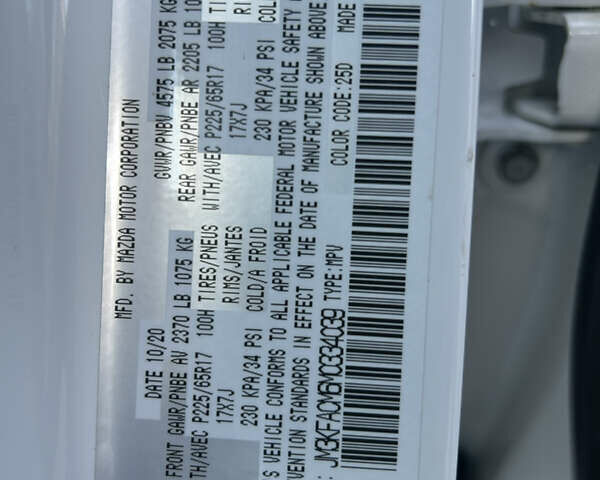 MFD. BY MAZDA MOTOR CORPORATION
DATE 10/20 GVWR/PNBV 4575 LB 2075 KG
FRONT GAWR/PNBE AV 2370 LB 1075 KG REAR GAWR/PNBE AR 2205 LB
TH/AVEC P225/65R17 100H TIRES/PNEUS WITH/AVEC P225/65R17 100H TI
17X7J RIMS/JANTES 17X7J RI
230 KPA/34 PSI COLD/A FROID 230 KPA/34 PSI COL
S VEHICLE CONFORMS TO ALL APPLICABLE FEDERAL MOTOR VEHICLE SAFETY
VENTION STANDARDS IN EFFECT ON THE DATE OF MANUFACTURE SHOWN ABOVE
: JM3KFACM6M0334039 TYPE:MPV COLOR CODE:25D MADE